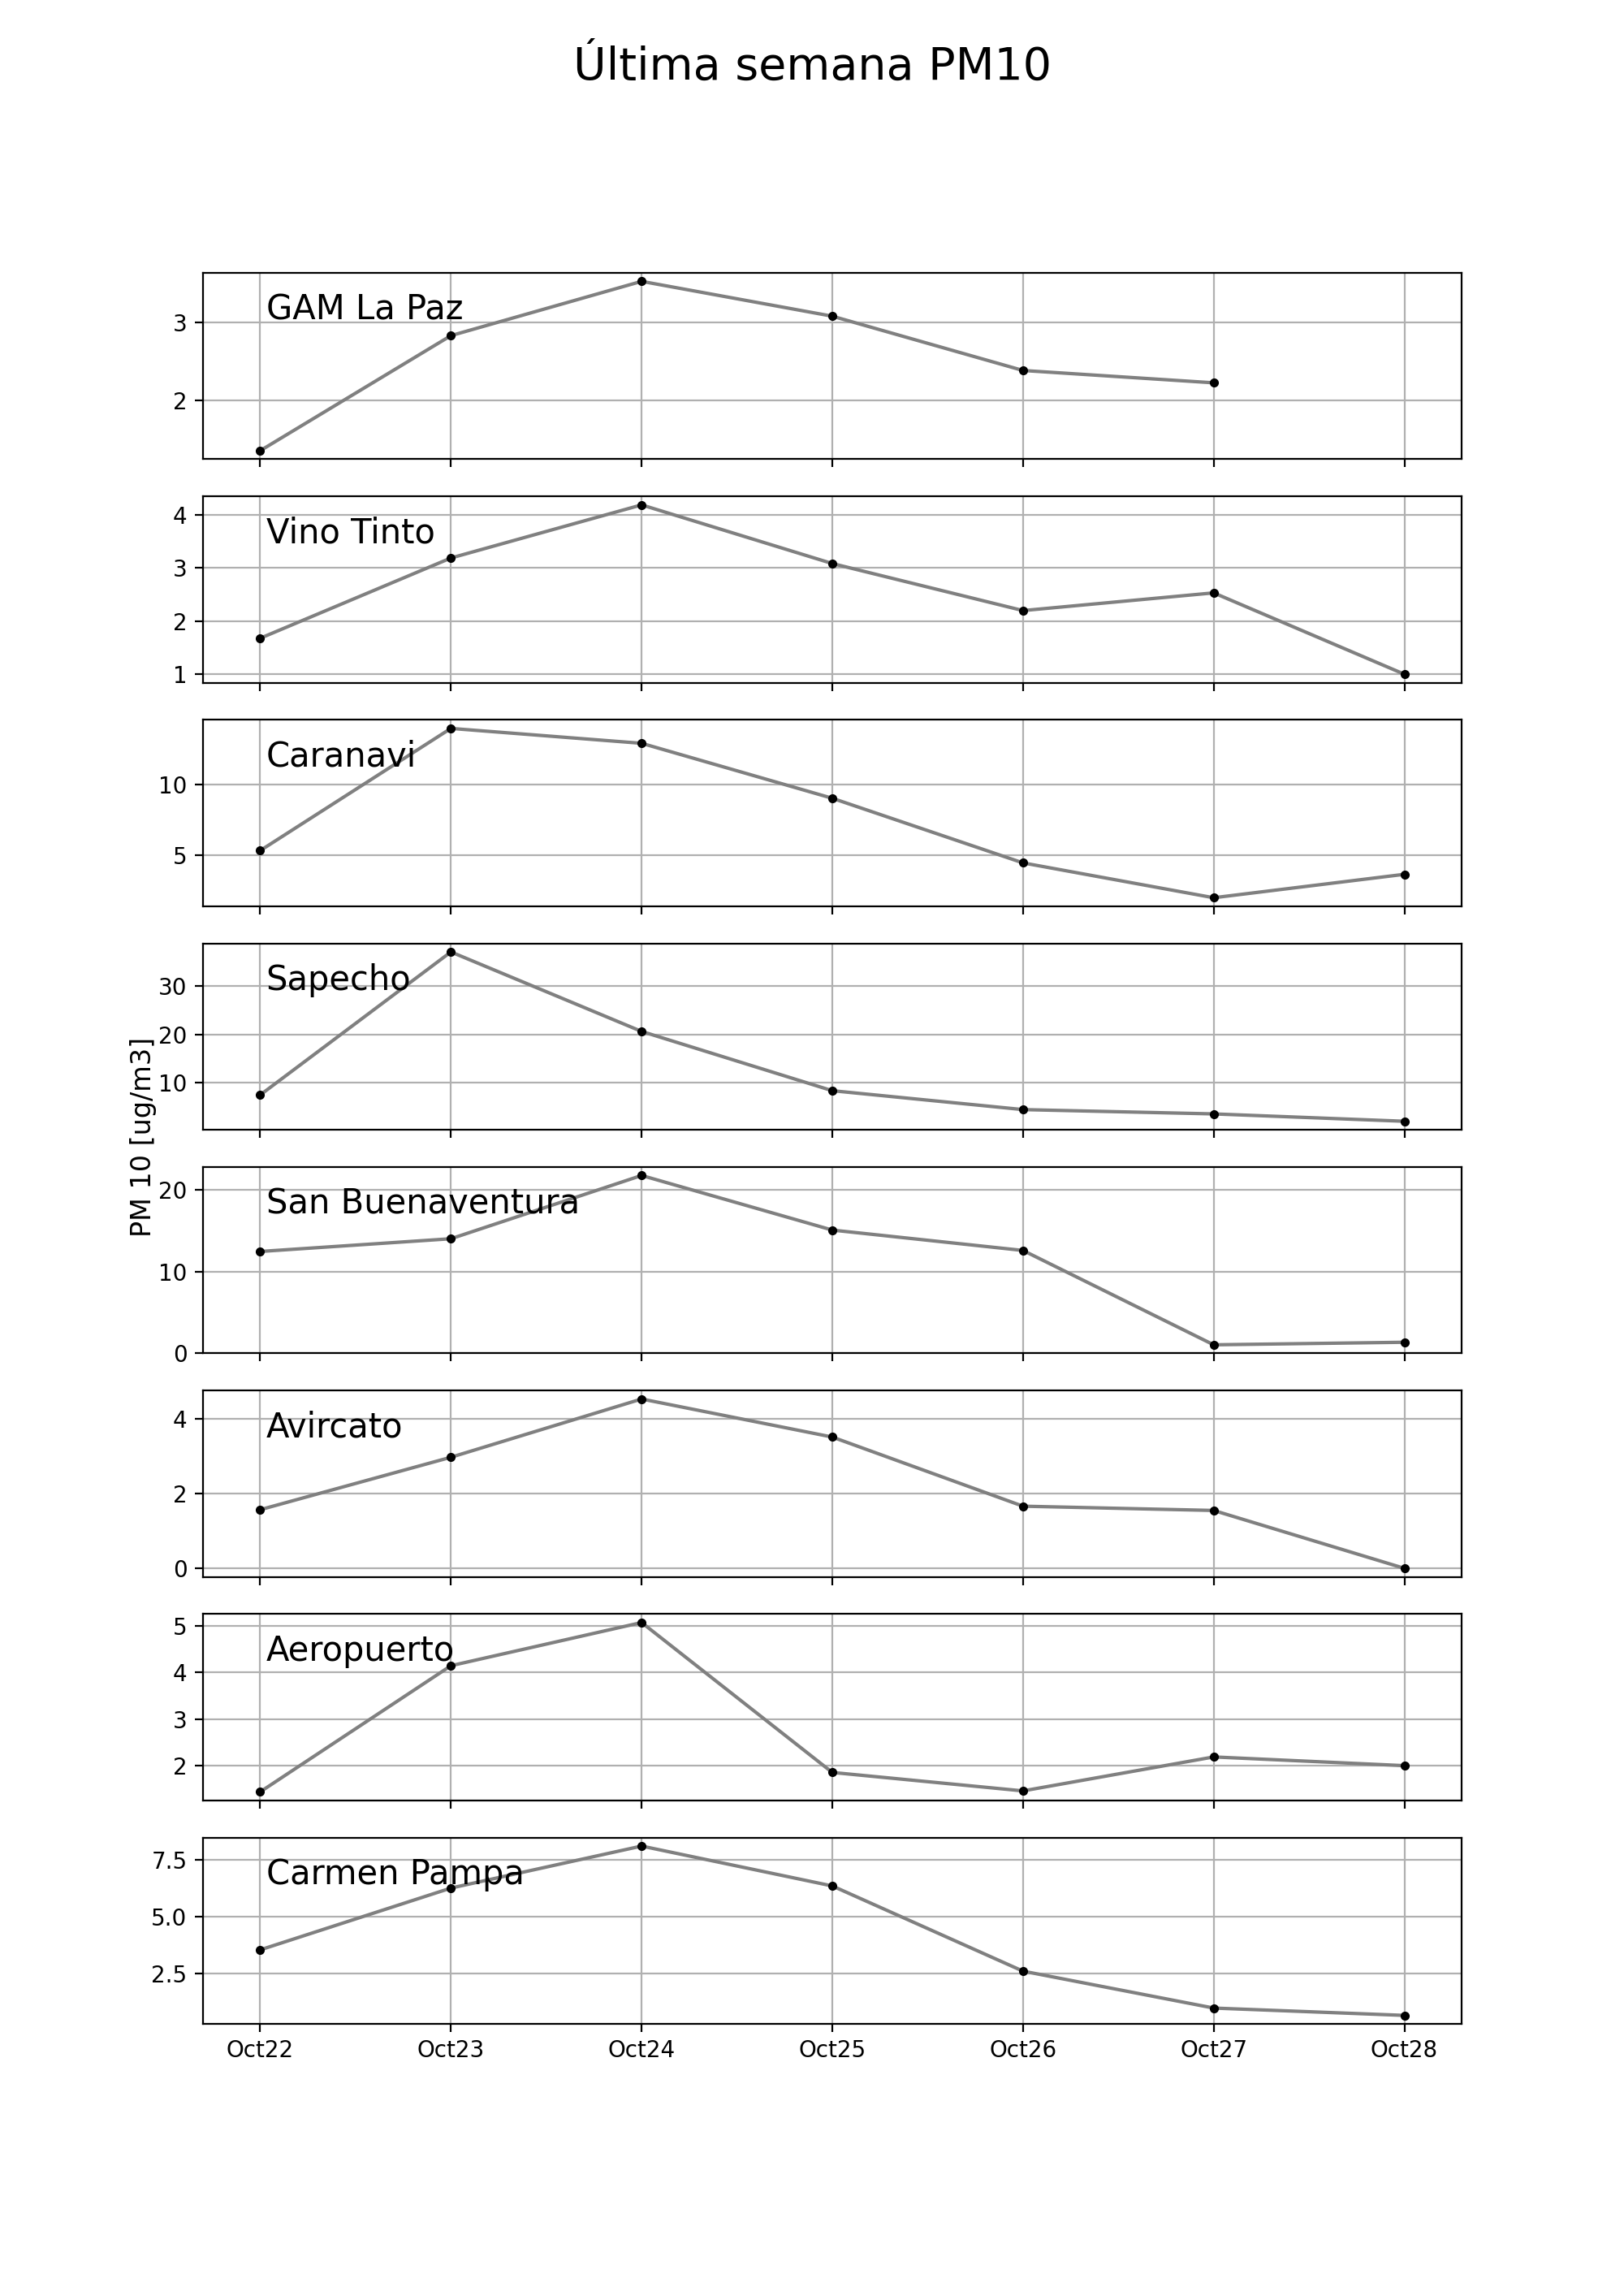 Última semana PM10
GAM La Paz
3
2
Vino Tinto
4
3
2
1
Caranavi
10
5
Sapecho
30
20
10
PM 10 [ug/m3]
San Buenaventura
20
10
0
Avircato
4
2
0
Aeropuerto
5
4
3
2
Carmen Pampa
7.5
5.0
2.5
Oct22 Oct23 Oct24 Oct25 Oct26 Oct27 Oct28